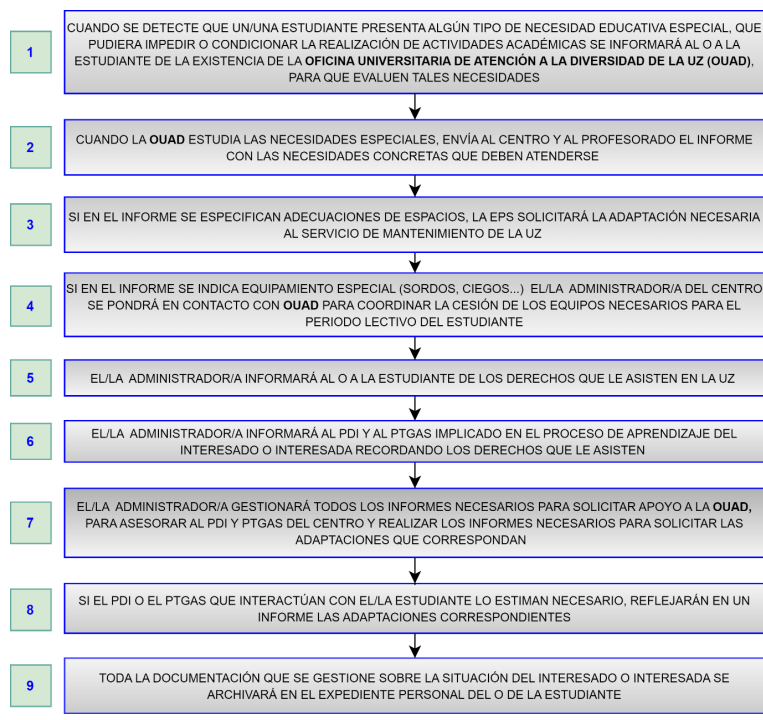 1
CUANDO SE DETECTE QUE UN/UNA ESTUDIANTE PRESENTA ALGÚN TIPO DE NECESIDAD EDUCATIVA ESPECIAL, QUE
PUDIERA IMPEDIR O CONDICIONAR LA REALIZACIÓN DE ACTIVIDADES ACADÉMICAS SE INFORMARÁ AL O A LA
ESTUDIANTE DE LA EXISTENCIA DE LA OFICINA UNIVERSITARIA DE ATENCIÓN A LA DIVERSIDAD DE LA UZ (OUAD),
PARA QUE EVALUEN TALES NECESIDADES
2
CUANDO LA OUAD ESTUDIA LAS NECESIDADES ESPECIALES, ENVÍA AL CENTRO Y AL PROFESORADO EL INFORME
CON LAS NECESIDADES CONCRETAS QUE DEBEN ATENDERSE
3
SI EN EL INFORME SE ESPECIFICAN ADECUACIONES DE ESPACIOS, LA EPS SOLICITARÁ LA ADAPTACIÓN NECESARIA
AL SERVICIO DE MANTENIMIENTO DE LA UZ
4
SI EN EL INFORME SE INDICA EQUIPAMIENTO ESPECIAL (SORDOS, CIEGOS...) EL/LA ADMINISTRADOR/A DEL CENTRO
SE PONDRÁ EN CONTACTO CON OUAD PARA COORDINAR LA CESIÓN DE LOS EQUIPOS NECESARIOS PARA EL
PERIODO LECTIVO DEL ESTUDIANTE
5
EL/LA ADMINISTRADOR/A INFORMARÁ AL O A LA ESTUDIANTE DE LOS DERECHOS QUE LE ASISTEN EN LA UZ
6
EL/LA ADMINISTRADOR/A INFORMARÁ AL PDI Y AL PTGAS IMPLICADO EN EL PROCESO DE APRENDIZAJE DEL
INTERESADO O INTERESADA RECORDANDO LOS DERECHOS QUE LE ASISTEN
7
EL/LA ADMINISTRADOR/A GESTIONARÁ TODOS LOS INFORMES NECESARIOS PARA SOLICITAR APOYO A LA OUAD,
PARA ASESORAR AL PDI Y PTGAS DEL CENTRO Y REALIZAR LOS INFORMES NECESARIOS PARA SOLICITAR LAS
ADAPTACIONES QUE CORRESPONDAN
8
SI EL PDI O EL PTGAS QUE INTERACTÚAN CON EL/LA ESTUDIANTE LO ESTIMAN NECESARIO, REFLEJARÁN EN UN
INFORME LAS ADAPTACIONES CORRESPONDIENTES
9
TODA LA DOCUMENTACIÓN QUE SE GESTIONE SOBRE LA SITUACIÓN DEL INTERESADO O INTERESADA SE
ARCHIVARÁ EN EL EXPEDIENTE PERSONAL DEL O DE LA ESTUDIANTE